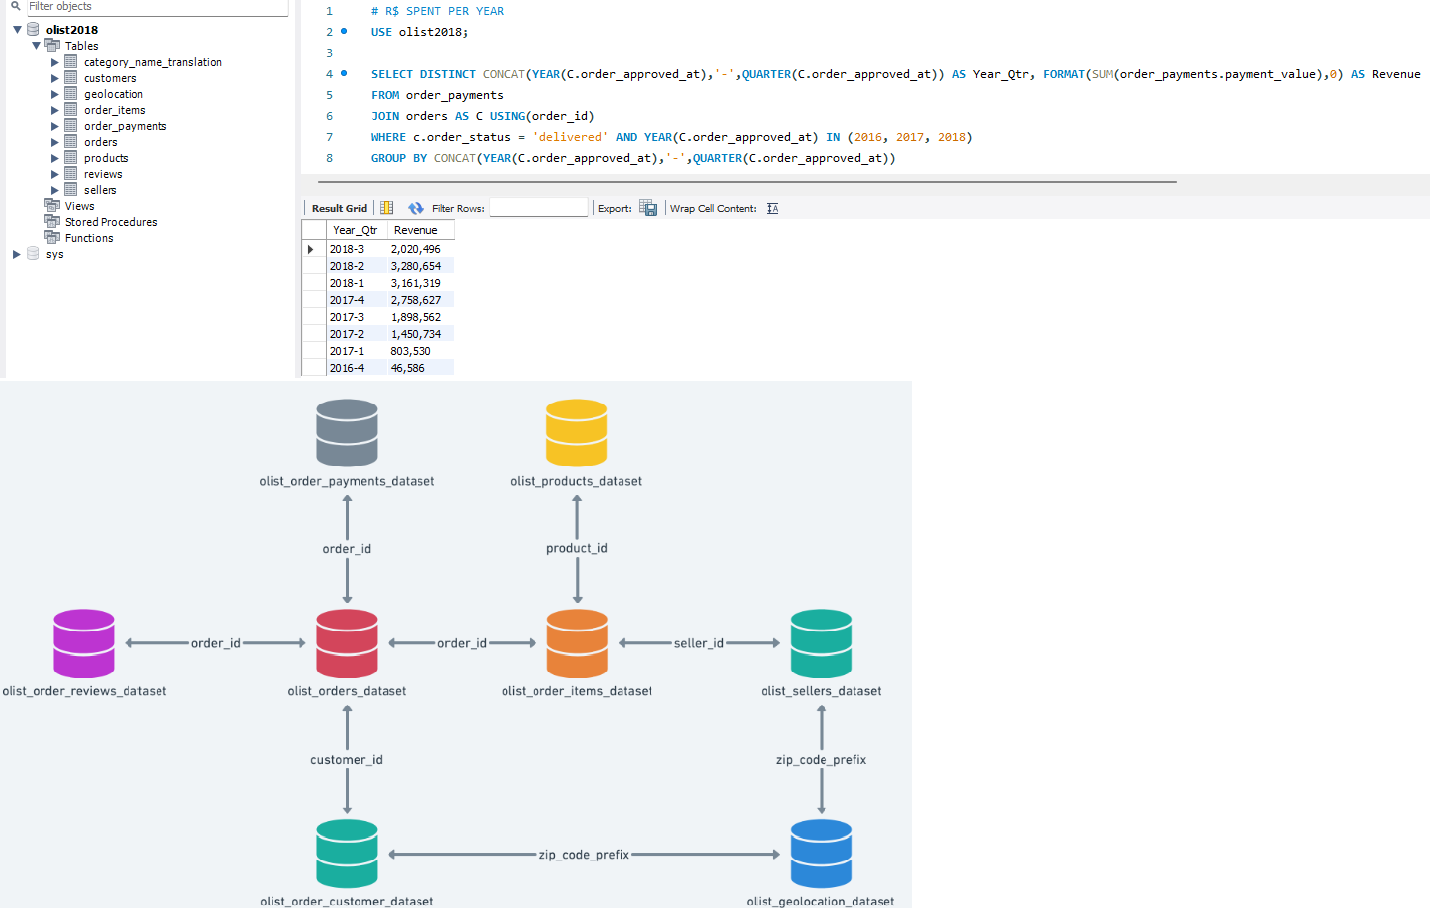 Filter objects
olist2018
Tables
category_name_translation
customers
geolocation
order_items
order_payments
orders
products
reviews
sellers
Views
Stored Procedures
Functions
sys
1 # R$ SPENT PER YEAR
2 USE olist2018;
3
4 SELECT DISTINCT CONCAT(YEAR(C.order_approved_at),'-',QUARTER(C.order_approved_at)) AS Year_Qtr, FORMAT(SUM(order_payments.payment_value),0) AS Revenue
5 FROM order_payments
6 JOIN orders AS C USING(order_id)
7 WHERE c.order_status = 'delivered' AND YEAR(C.order_approved_at) IN (2016, 2017, 2018)
8 GROUP BY CONCAT(YEAR(C.order_approved_at),'-',QUARTER(C.order_approved_at))
Result Grid Filter Rows: Export: Wrap Cell Content:
Year_Qtr Revenue
2018-3 2,020,496
2018-2 3,280,654
2018-1 3,161,319
2017-4 2,758,627
2017-3 1,898,562
2017-2 1,450,734
2017-1 803,530
2016-4 46,586
olist_order_payments_dataset olist_products_dataset
order_id product_id
order_id order_id seller_id
olist_order_reviews_dataset olist_orders_dataset olist_order_items_dataset olist_sellers_dataset
customer_id zip_code_prefix
zip_code_prefix
olist_order_customer_dataset olist_geolocation_dataset